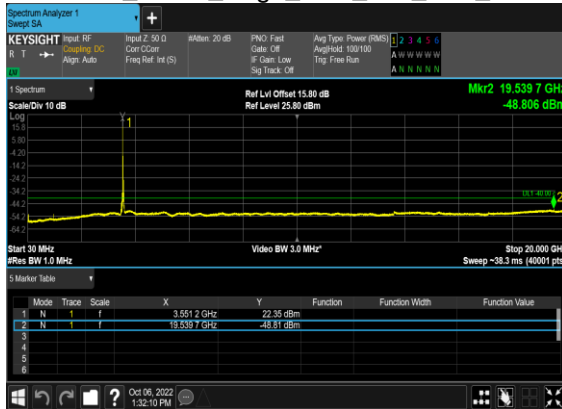 Spectrum Analyzer 1
Swept SA
+
KEYSIGHT
R T
LXI
Input: RF
Coupling: DC
Align: Auto
Input Z: 50 Ω
Corr CCorr
Freq Ref: Int (S)
#Atten: 20 dB
PNO: Fast
Gate: Off
IF Gain: Low
Sig Track: Off
Avg Type: Power (RMS)
Avg|Hold: 100/100
Trig: Free Run
1 2 3 4 5 6
A W W W W W
A N N N N N
1 Spectrum
Scale/Div 10 dB
Ref Lvl Offset 15.80 dB
Ref Level 25.80 dBm
Mkr2 19.539 7 GHz
-48.806 dBm
Log
15.8
5.80
-4.20
-14.2
-24.2
-34.2
-44.2
-54.2
-64.2
1
DL1 -40.00
2
Start 30 MHz
Video BW 3.0 MHz*
Stop 20.000 GH
#Res BW 1.0 MHz
Sweep ~38.3 ms (40001 pts
5 Marker Table
Mode Trace Scale X Y Function Function Width Function Value
1 N 1 f 3.551 2 GHz 22.35 dBm
2 N 1 f 19.539 7 GHz -48.81 dBm
3
4
5
6
?
Oct 06, 2022
1:32:10 PM